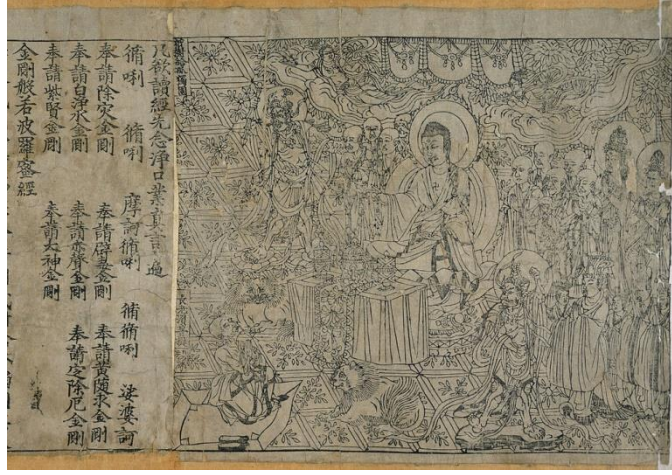 凡欲讀經先念淨口業真言一遍
脩唎 脩唎 摩訶脩唎 脩脩唎 娑婆訶
奉請除灾金剛 奉請辟毒金剛 奉請黃隨求金剛
奉請白淨水金剛 奉請赤聲金剛 奉請定除厄金剛
奉請紫賢金剛 奉請大神金剛
金剛般若波羅蜜經